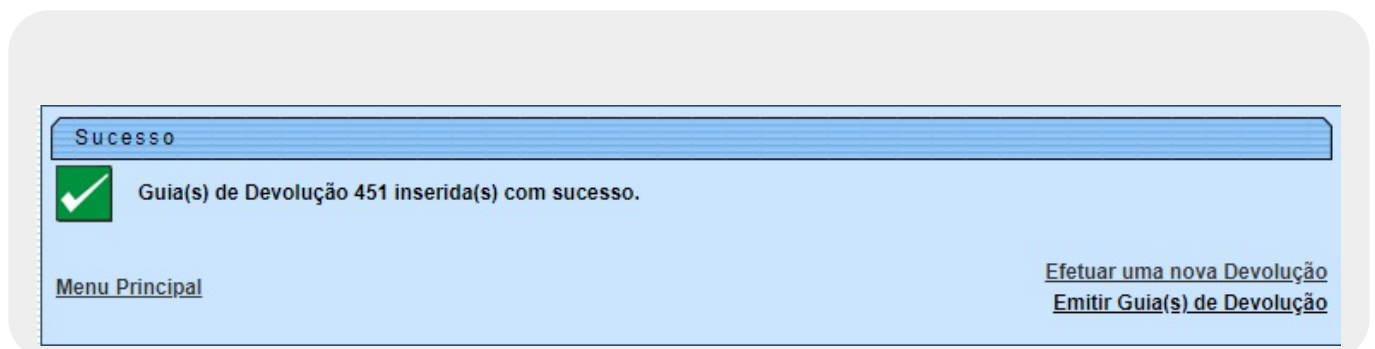 Sucesso
Guia(s) de Devolução 451 inserida(s) com sucesso.
Efetuar uma nova Devolução
Menu Principal
Emitir Guia(s) de Devolução